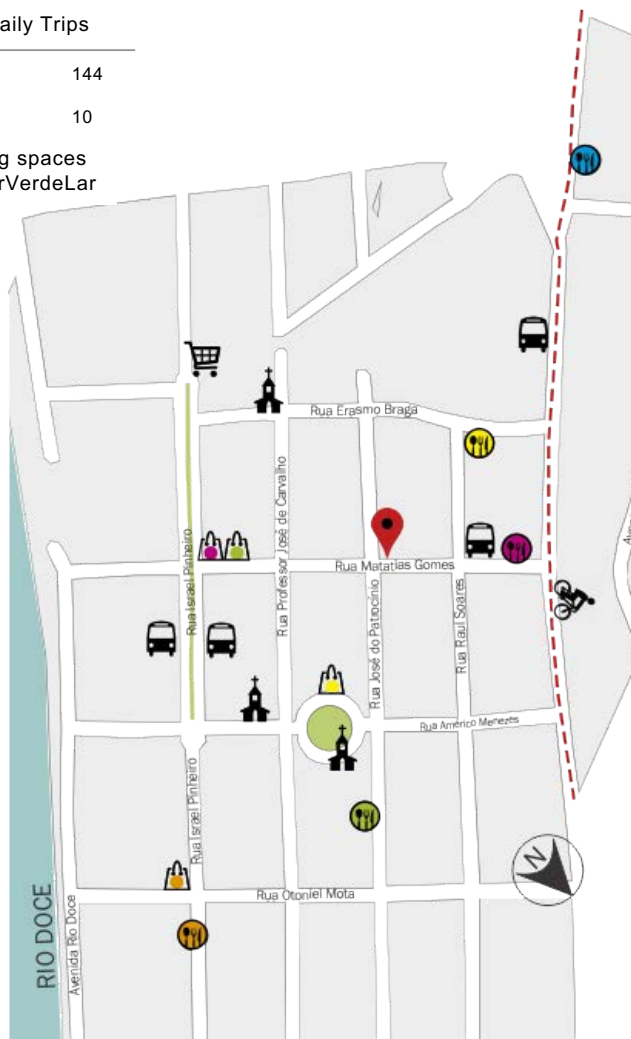 aily Trips
144
10
g spaces
rVerdeLar
Rua Erasmo Braga
Rua Professor José de Carvalho
Rua Israel Pinheiro
Rua Matatias Gomes
Rua José do Patrocínio
Rua Raul Soares
Rua Américo Menezes
Rua Israel Pinheiro
N
Rua Otoniel Mota
RIO DOCE
Avenida Rio Doce